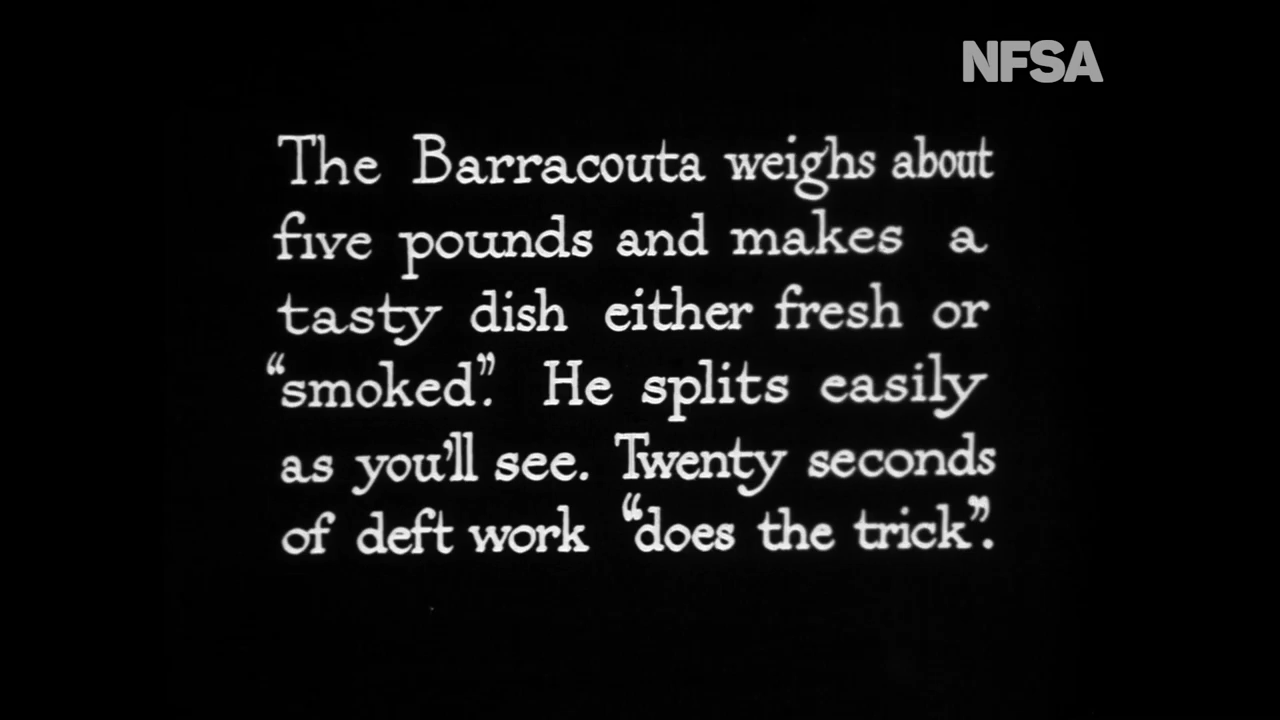 NFSA
The Barracouta weighs about
five pounds and makes a
tasty dish either fresh or
“smoked”. He splits easily
as you’ll see. Twenty seconds
of deft work “does the trick”.